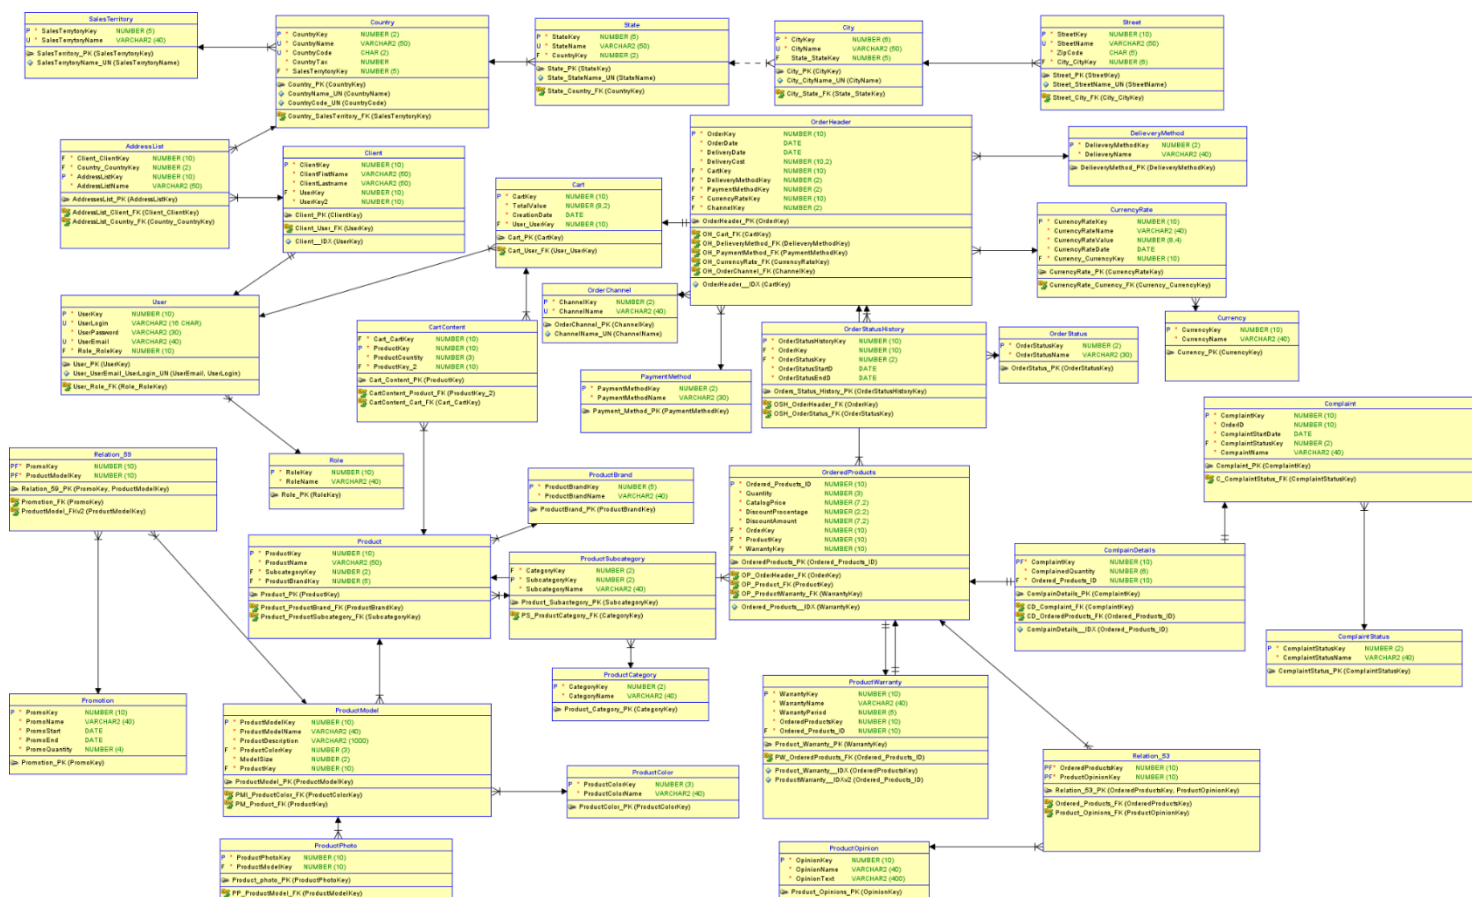 SalesTerritory
P * SalesTerrytoryKey NUMBER (5)
U * SalesTerrytoryName VARCHAR2 (40)
SalesTerritory_PK (SalesTerrytoryKey)
SalesTerrytoryName_UN (SalesTerrytoryName)
Country
P * CountryKey NUMBER (2)
U * CountryName VARCHAR2 (50)
U * CountryCode CHAR (2)
* CountryTax NUMBER
F * SalesTerrytoryKey NUMBER (5)
Country_PK (CountryKey)
CountryName_UN (CountryName)
CountryCode_UN (CountryCode)
Country_SalesTerritory_FK (SalesTerrytoryKey)
State
P * StateKey NUMBER (5)
U * StateName VARCHAR2 (50)
F * CountryKey NUMBER (2)
State_PK (StateKey)
State_StateName_UN (StateName)
State_Country_FK (CountryKey)
City
P * CityKey NUMBER (6)
U * CityName VARCHAR2 (50)
F State_StateKey NUMBER (5)
City_PK (CityKey)
City_CityName_UN (CityName)
City_State_FK (State_StateKey)
Street
P * StreetKey NUMBER (10)
U * StreetName VARCHAR2 (50)
* ZipCode CHAR (5)
F * City_CityKey NUMBER (6)
Street_PK (StreetKey)
Street_StreetName_UN (StreetName)
Street_City_FK (City_CityKey)
AddressList
F * Client_ClientKey NUMBER (10)
F * Country_CountryKey NUMBER (2)
P * AddressListKey NUMBER (10)
* AddressListName VARCHAR2 (50)
AddressesList_PK (AddressListKey)
AddressList_Client_FK (Client_ClientKey)
AddressList_Country_FK (Country_CountryKey)
Client
P * ClientKey NUMBER (10)
* ClientFistName VARCHAR2 (50)
* ClientLastname VARCHAR2 (50)
F * UserKey NUMBER (10)
* UserKey2 NUMBER (10)
Client_PK (ClientKey)
Client_User_FK (UserKey)
Client__IDX (UserKey)
Cart
P * CartKey NUMBER (10)
* TotalValue NUMBER (9,2)
* CreationDate DATE
F * User_UserKey NUMBER (10)
Cart_PK (CartKey)
Cart_User_FK (User_UserKey)
OrderHeader
P * OrderKey NUMBER (10)
* OrderDate DATE
* DeliveryDate DATE
* DeliveryCost NUMBER (10,2)
F * CartKey NUMBER (10)
F * DelieveryMethodKey NUMBER (2)
F * PaymentMethodKey NUMBER (2)
F * CurrencyRateKey NUMBER (10)
F * ChannelKey NUMBER (2)
OrderHeader_PK (OrderKey)
OH_Cart_FK (CartKey)
OH_DelieveryMethod_FK (DelieveryMethodKey)
OH_PaymentMethod_FK (PaymentMethodKey)
OH_CurrencyRate_FK (CurrencyRateKey)
OH_OrderChannel_FK (ChannelKey)
OrderHeader__IDX (CartKey)
DelieveryMethod
P * DelieveryMethodKey NUMBER (2)
* DelieveryName VARCHAR2 (40)
DelieveryMethod_PK (DelieveryMethodKey)
CurrencyRate
P * CurrencyRateKey NUMBER (10)
* CurrencyRateName VARCHAR2 (40)
* CurrencyRateValue NUMBER (8,4)
* CurrencyRateDate DATE
F * Currency_CurrencyKey NUMBER (10)
CurrencyRate_PK (CurrencyRateKey)
CurrencyRate_Currency_FK (Currency_CurrencyKey)
User
P * UserKey NUMBER (10)
U * UserLogin VARCHAR2 (16 CHAR)
* UserPassword VARCHAR2 (30)
U * UserEmail VARCHAR2 (40)
F * Role_RoleKey NUMBER (10)
User_PK (UserKey)
User_UserEmail_UserLogin_UN (UserEmail, UserLogin)
User_Role_FK (Role_RoleKey)
OrderChannel
P * ChannelKey NUMBER (2)
U * ChannelName VARCHAR2 (40)
OrderChannel_PK (ChannelKey)
ChannelName_UN (ChannelName)
CartContent
F * Cart_CartKey NUMBER (10)
P * ProductKey NUMBER (10)
* ProductCountity NUMBER (3)
F * ProductKey_2 NUMBER (10)
Cart_Content_PK (ProductKey)
CartContent_Product_FK (ProductKey_2)
CartContent_Cart_FK (Cart_CartKey)
OrderStatusHistory
P * OrderStatusHistoryKey NUMBER (10)
F * OrderKey NUMBER (10)
F * OrderStatusKey NUMBER (2)
* OrderStatusStartD DATE
* OrderStatusEndD DATE
Orders_Status_History_PK (OrderStatusHistoryKey)
OSH_OrderHeader_FK (OrderKey)
OSH_OrderStatus_FK (OrderStatusKey)
OrderStatus
P * OrderStatusKey NUMBER (2)
* OrderStatusName VARCHAR2 (30)
OrderStatus_PK (OrderStatusKey)
Currency
P * CurrencyKey NUMBER (10)
* CurrencyName VARCHAR2 (40)
Currency_PK (CurrencyKey)
PaymentMethod
P * PaymentMethodKey NUMBER (2)
* PaymentMethodName VARCHAR2 (30)
Payment_Method_PK (PaymentMethodKey)
Complaint
P * ComplaintKey NUMBER (10)
* OrderID NUMBER (10)
* ComplaintStartDate DATE
F * ComplaintStatusKey NUMBER (2)
* CompaintName VARCHAR2 (40)
Complaint_PK (ComplaintKey)
C_ComplaintStatus_FK (ComplaintStatusKey)
Relation_59
PF* PromoKey NUMBER (10)
PF* ProductModelKey NUMBER (10)
Relation_59_PK (PromoKey, ProductModelKey)
Promotion_FK (PromoKey)
ProductModel_FKv2 (ProductModelKey)
Role
P * RoleKey NUMBER (10)
* RoleName VARCHAR2 (40)
Role_PK (RoleKey)
ProductBrand
P * ProductBrandKey NUMBER (5)
* ProductBrandName VARCHAR2 (40)
ProductBrand_PK (ProductBrandKey)
OrderedProducts
P * Ordered_Products_ID NUMBER (10)
* Quantity NUMBER (3)
* CatalogPrice NUMBER (7,2)
* DiscountProcentage NUMBER (2,2)
* DiscountAmount NUMBER (7,2)
F * OrderKey NUMBER (10)
F * ProductKey NUMBER (10)
F * WarrantyKey NUMBER (10)
OrderedProducts_PK (Ordered_Products_ID)
OP_OrderHeader_FK (OrderKey)
OP_Product_FK (ProductKey)
OP_ProductWarranty_FK (WarrantyKey)
Ordered_Products__IDX (WarrantyKey)
Product
P * ProductKey NUMBER (10)
* ProductName VARCHAR2 (50)
F * SubcategoryKey NUMBER (2)
F * ProductBrandKey NUMBER (5)
Product_PK (ProductKey)
Product_ProductBrand_FK (ProductBrandKey)
Product_ProductSubcategory_FK (SubcategoryKey)
ProductSubcategory
F * CategoryKey NUMBER (2)
P * SubcategoryKey NUMBER (2)
* SubcategoryName VARCHAR2 (40)
Product_Subactegory_PK (SubcategoryKey)
PS_ProductCategory_FK (CategoryKey)
ComlpainDetails
PF* ComplaintKey NUMBER (10)
* ComplainedQuantity NUMBER (6)
F * Ordered_Products_ID NUMBER (10)
ComlpainDetails_PK (ComplaintKey)
CD_Complaint_FK (ComplaintKey)
CD_OrderedProducts_FK (Ordered_Products_ID)
ComlpainDetails__IDX (Ordered_Products_ID)
ComplaintStatus
P * ComplaintStatusKey NUMBER (2)
* ComplaintStatusName VARCHAR2 (40)
ComplaintStatus_PK (ComplaintStatusKey)
ProductCategory
P * CategoryKey NUMBER (2)
* CategoryName VARCHAR2 (40)
Product_Category_PK (CategoryKey)
ProductWarranty
P * WarrantyKey NUMBER (10)
* WarrantyName VARCHAR2 (40)
* WarrantyPeriod NUMBER (5)
* OrderedProductsKey NUMBER (10)
F * Ordered_Products_ID NUMBER (10)
Product_Warranty_PK (WarrantyKey)
PW_OrderedProducts_FK (Ordered_Products_ID)
Product_Warranty__IDX (OrderedProductsKey)
ProductWarranty__IDXv2 (Ordered_Products_ID)
Promotion
P * PromoKey NUMBER (10)
* PromoName VARCHAR2 (40)
* PromoStart DATE
* PromoEnd DATE
* PromoQuantity NUMBER (4)
Promotion_PK (PromoKey)
ProductModel
P * ProductModelKey NUMBER (10)
* ProductModelName VARCHAR2 (40)
* ProductDescription VARCHAR2 (1000)
F * ProductColorKey NUMBER (3)
* ModelSize NUMBER (2)
F * ProductKey NUMBER (10)
ProductModel_PK (ProductModelKey)
PMI_ProductColor_FK (ProductColorKey)
PM_Product_FK (ProductKey)
ProductColor
P * ProductColorKey NUMBER (3)
* ProductColorName VARCHAR2 (40)
ProductColor_PK (ProductColorKey)
Relation_53
PF* OrderedProductsKey NUMBER (10)
PF* ProductOpinionKey NUMBER (10)
Relation_53_PK (OrderedProductsKey, ProductOpinionKey)
Ordered_Products_FK (OrderedProductsKey)
Product_Opinions_FK (ProductOpinionKey)
ProductPhoto
P * ProductPhotoKey NUMBER (10)
F * ProductModelKey NUMBER (10)
Product_photo_PK (ProductPhotoKey)
PP_ProductModel_FK (ProductModelKey)
ProductOpinion
P * OpinionKey NUMBER (10)
* OpinionName VARCHAR2 (40)
* OpinionText VARCHAR2 (400)
Product_Opinions_PK (OpinionKey)